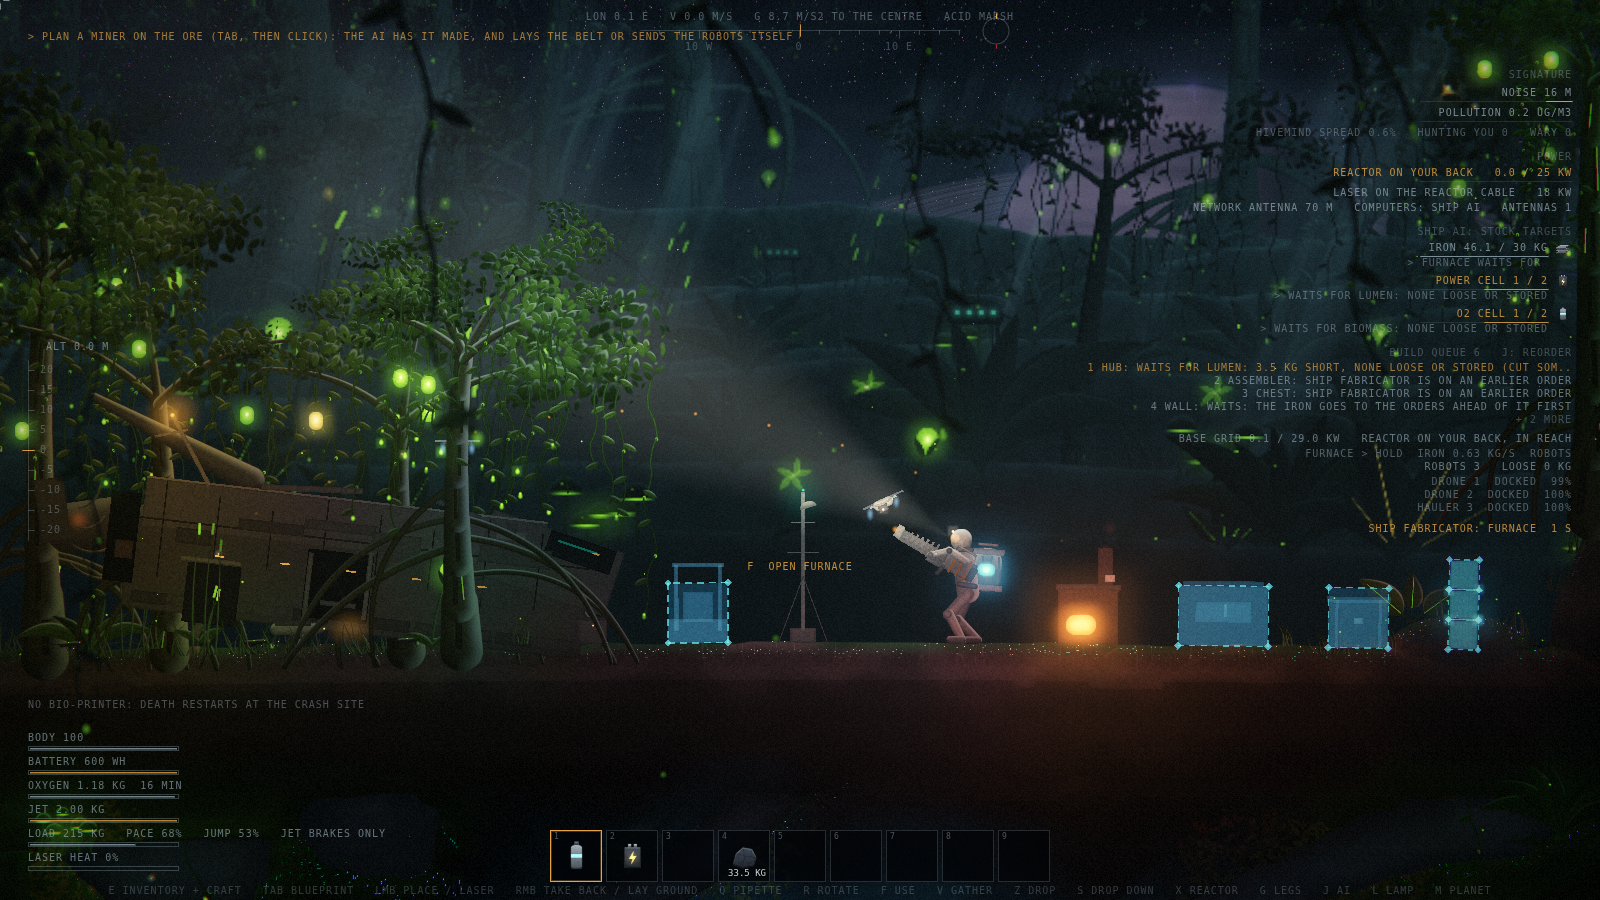 LON 0.1 E   V 0.0 M/S   G 8.7 M/S2 TO THE CENTRE   ACID MARSH
> PLAN A MINER ON THE ORE (TAB, THEN CLICK): THE AI HAS IT MADE, AND LAYS THE BELT OR SENDS THE ROBOTS ITSELF
10 W   0   10 E
SIGNATURE
NOISE 16 M
POLLUTION 0.2 UG/M3
HIVEMIND SPREAD 0.6%   HUNTING YOU 0   WARY 0
POWER
REACTOR ON YOUR BACK   0.0 / 25 KW
LASER ON THE REACTOR CABLE   18 KW
NETWORK ANTENNA 70 M   COMPUTERS: SHIP AI   ANTENNAS 1
SHIP AI: STOCK TARGETS
IRON 46.1 / 30 KG
> FURNACE WAITS FOR
POWER CELL 1 / 2
> WAITS FOR LUMEN: NONE LOOSE OR STORED
O2 CELL 1 / 2
> WAITS FOR BIOMASS: NONE LOOSE OR STORED
BUILD QUEUE 6   J: REORDER
1 HUB: WAITS FOR LUMEN: 3.5 KG SHORT, NONE LOOSE OR STORED (CUT SOM..
2 ASSEMBLER: SHIP FABRICATOR IS ON AN EARLIER ORDER
3 CHEST: SHIP FABRICATOR IS ON AN EARLIER ORDER
4 WALL: WAITS: THE IRON GOES TO THE ORDERS AHEAD OF IT FIRST
+ 2 MORE
BASE GRID 0.1 / 29.0 KW   REACTOR ON YOUR BACK, IN REACH
FURNACE > HOLD  IRON 0.63 KG/S  ROBOTS
ROBOTS 3   LOOSE 0 KG
DRONE 1  DOCKED  99%
DRONE 2  DOCKED  100%
HAULER 3  DOCKED  100%
SHIP FABRICATOR: FURNACE  1 S
ALT 0.0 M
20
15
10
5
0
-5
-10
-15
-20
F  OPEN FURNACE
NO BIO-PRINTER: DEATH RESTARTS AT THE CRASH SITE
BODY 100
BATTERY 600 WH
OXYGEN 1.18 KG  16 MIN
JET 2.00 KG
LOAD 215 KG   PACE 68%   JUMP 53%   JET BRAKES ONLY
LASER HEAT 0%
1 2 3 4 5 6 7 8 9
33.5 KG
E INVENTORY + CRAFT   TAB BLUEPRINT   LMB PLACE / LASER   RMB TAKE BACK / LAY GROUND   Q PIPETTE   R ROTATE   F USE   V GATHER   Z DROP   S DROP DOWN   X REACTOR   G LEGS   J AI   L LAMP   M PLANET